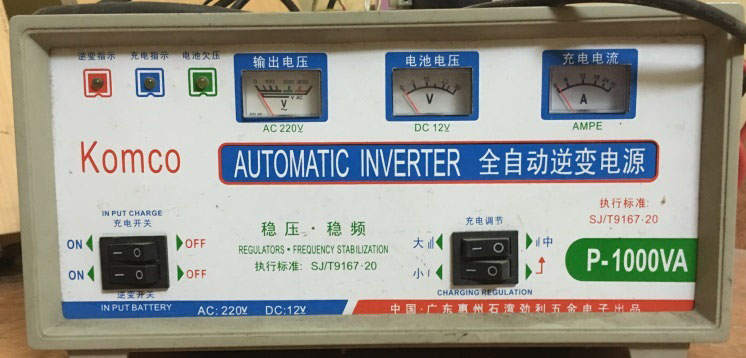 逆变指示 充电指示 电池欠压
输出电压
V
AC 220V
电池电压
V
DC 12V
充电电流
A
AMPE
Komco
AUTOMATIC INVERTER 全自动逆变电源
INPUT CHARGE
充电开关
ON OFF
ON OFF
逆变开关
INPUT BATTERY
稳压·稳频
REGULATORS·FREQUENCY STABILIZATION
执行标准: SJ/T9167·20
充电调节
大 中
小
CHARGING REGULATION
执行标准:
SJ/T9167·20
P-1000VA
AC: 220V DC:12V
中国·广东惠州石湾劲利五金电子出品